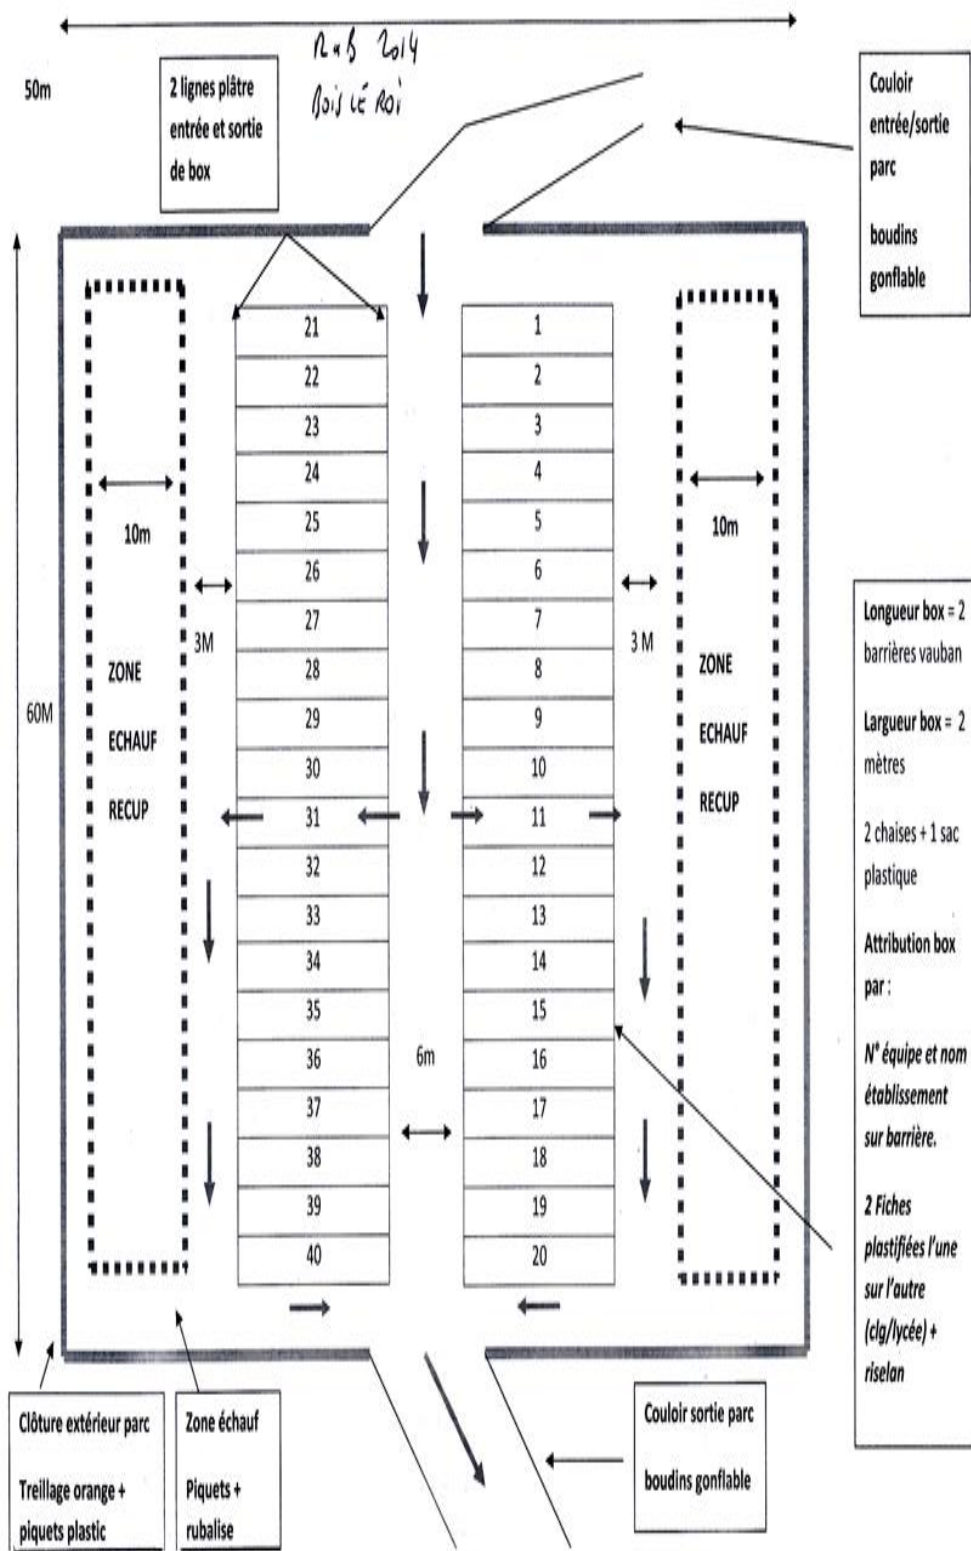 R&B 2014
BOIS LE ROI
50m
2 lignes plâtre
entrée et sortie
de box
Couloir
entrée/sortie
parc
boudins
gonflable
21
22
23
24
25
26
27
28
29
30
31
32
33
34
35
36
37
38
39
40
1
2
3
4
5
6
7
8
9
10
11
12
13
14
15
16
17
18
19
20
10m
10m
3M
3 M
60M
6m
ZONE
ECHAUF
RECUP
ZONE
ECHAUF
RECUP
Longueur box = 2
barrières vauban
Largueur box = 2
mètres
2 chaises + 1 sac
plastique
Attribution box
par :
N° équipe et nom
établissement
sur barrière.
2 Fiches
plastifiées l'une
sur l'autre
(clg/lycée) +
riselan
Clôture extérieur parc
Treillage orange +
piquets plastic
Zone échauf
Piquets +
rubalise
Couloir sortie parc
boudins gonflable